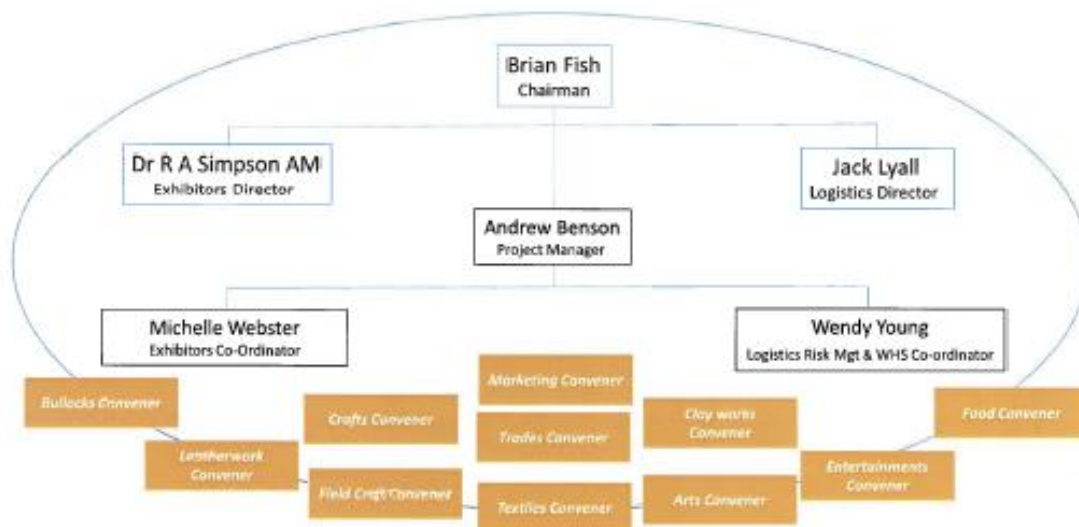 Brian Fish
Chairman
Dr R A Simpson AM
Exhibitors Director
Jack Lyall
Logistics Director
Andrew Benson
Project Manager
Michelle Webster
Exhibitors Co-Ordinator
Wendy Young
Logistics Risk Mgt & WHS Co-ordinator
Bullocks Convener
Crafts Convener
Marketing Convener
Trades Convener
Clay works
Convener
Food Convener
Leatherwork
Convener
Field Craft Convener
Textiles Convener
Arts Convener
Entertainments
Convener